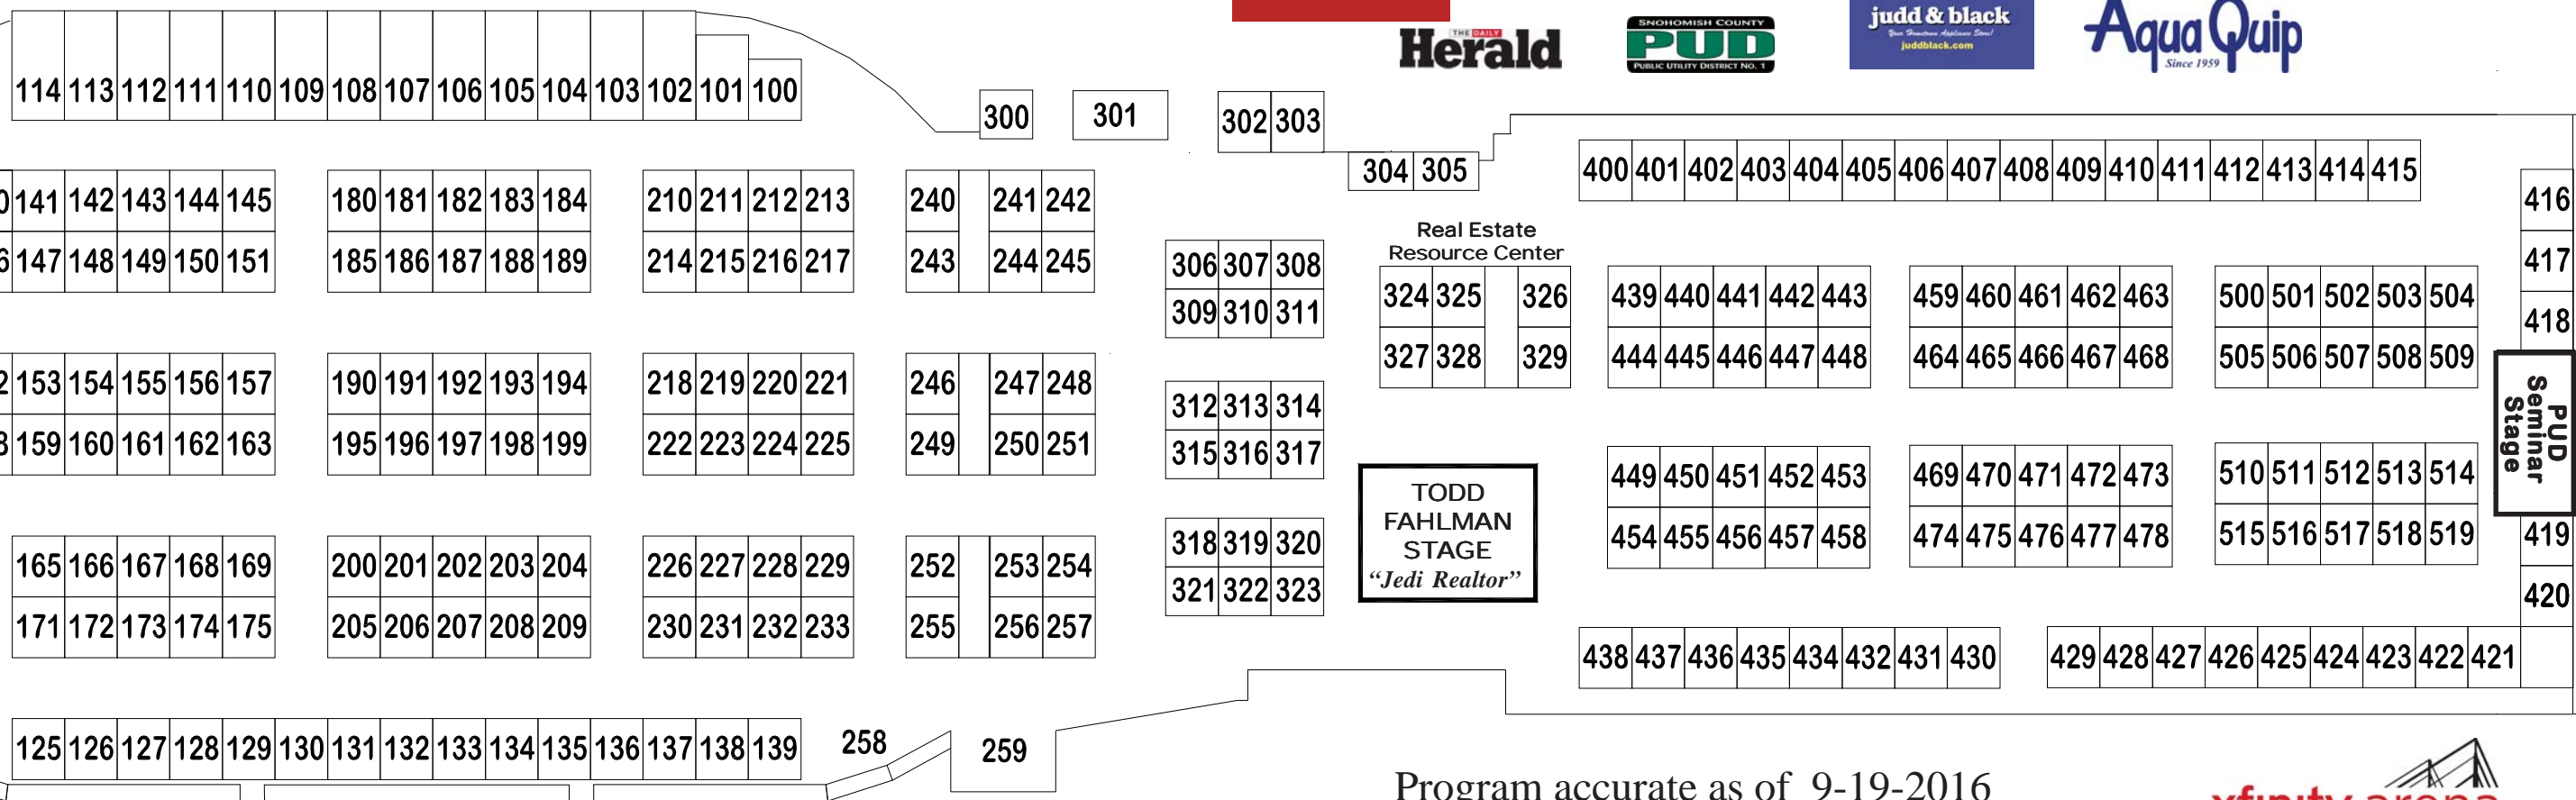 THE DAILY
Herald
SNOHOMISH COUNTY
PUD
PUBLIC UTILITY DISTRICT NO. 1
judd & black
Your Hometown Appliance Store!
juddblack.com
Aqua Quip
Since 1959
114 113 112 111 110 109 108 107 106 105 104 103 102 101 100
300 301 302 303
304 305
400 401 402 403 404 405 406 407 408 409 410 411 412 413 414 415
416
417
418
141 142 143 144 145 180 181 182 183 184 210 211 212 213 240 241 242
147 148 149 150 151 185 186 187 188 189 214 215 216 217 243 244 245
306 307 308
309 310 311
Real Estate
Resource Center
324 325 326 439 440 441 442 443 459 460 461 462 463 500 501 502 503 504
327 328 329 444 445 446 447 448 464 465 466 467 468 505 506 507 508 509
153 154 155 156 157 190 191 192 193 194 218 219 220 221 246 247 248
159 160 161 162 163 195 196 197 198 199 222 223 224 225 249 250 251
312 313 314
315 316 317
PUD
Seminar
Stage
TODD
FAHLMAN
STAGE
“Jedi Realtor”
449 450 451 452 453 469 470 471 472 473 510 511 512 513 514
454 455 456 457 458 474 475 476 477 478 515 516 517 518 519
419
420
165 166 167 168 169 200 201 202 203 204 226 227 228 229 252 253 254
171 172 173 174 175 205 206 207 208 209 230 231 232 233 255 256 257
318 319 320
321 322 323
438 437 436 435 434 432 431 430 429 428 427 426 425 424 423 422 421
125 126 127 128 129 130 131 132 133 134 135 136 137 138 139 258 259
Program accurate as of 9-19-2016
xfinity arena